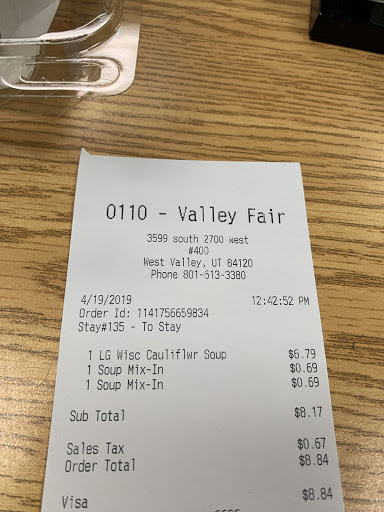 0110 - Valley Fair
3599 south 2700 west
#400
West Valley, UT 84120
Phone 801-613-3380
4/19/2019 12:42:52 PM
Order Id: 1141756659834
Stay#135 - To Stay
1 LG Wisc Cauliflwr Soup $6.79
1 Soup Mix-In $0.69
1 Soup Mix-In $0.69
Sub Total $8.17
Sales Tax $0.67
Order Total $8.84
Visa $8.84